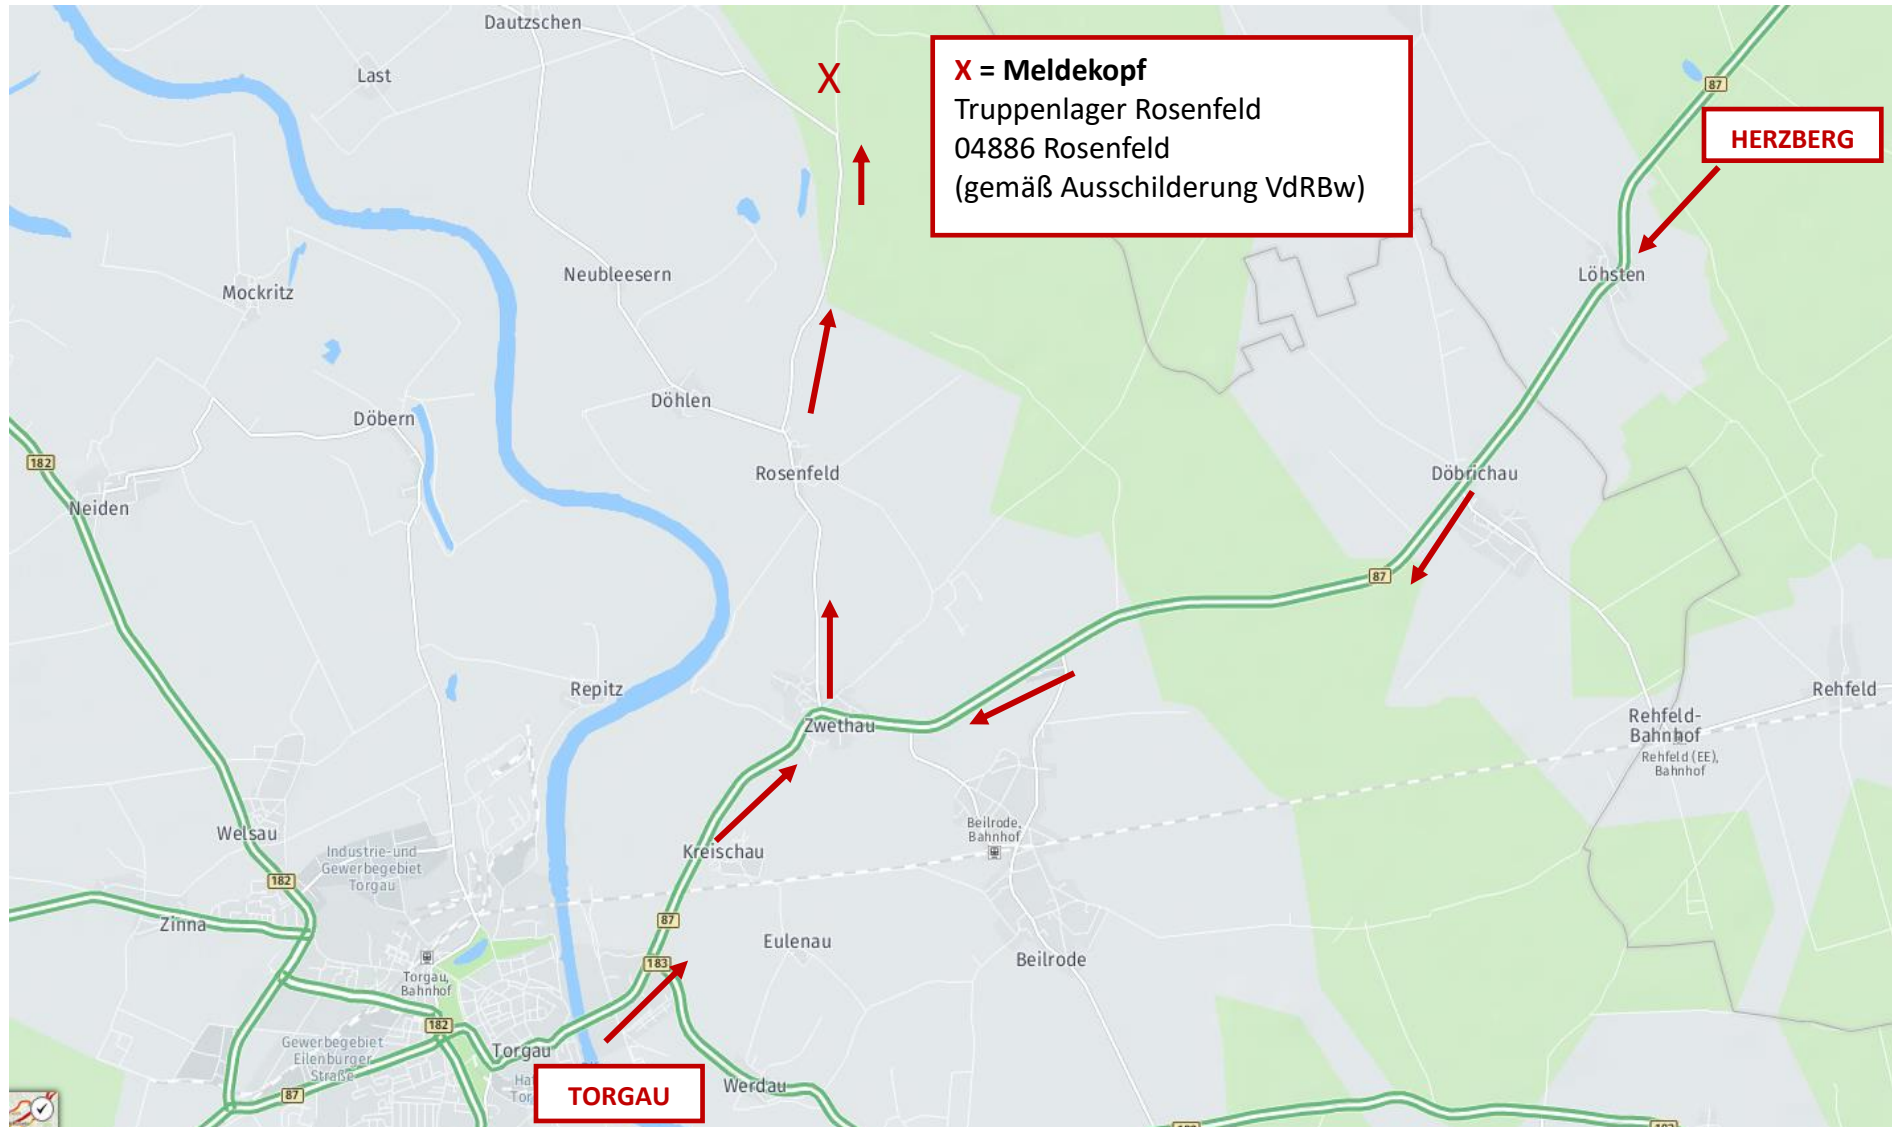 Dautzschen
Last
X
X = Meldekopf
Truppenlager Rosenfeld
04886 Rosenfeld
(gemäß Ausschilderung VdRBw)
87
HERZBERG
Neubleesern
Mockritz
Löhsten
Döhlen
Döbern
182
Rosenfeld
Döbrichau
Neiden
87
Repitz
Zwethau
Rehfeld
Rehfeld-
Bahnhof
Rehfeld (EE),
Bahnhof
Welsau
Industrie-und
Gewerbegebiet
Torgau
Kreischau
Beilrode,
Bahnhof
182
Zinna
87
Eulenau
Beilrode
183
Torgau,
Bahnhof
182
Gewerbegebiet
Eilenburger
Straße
Torgau
87
TORGAU
Werdau